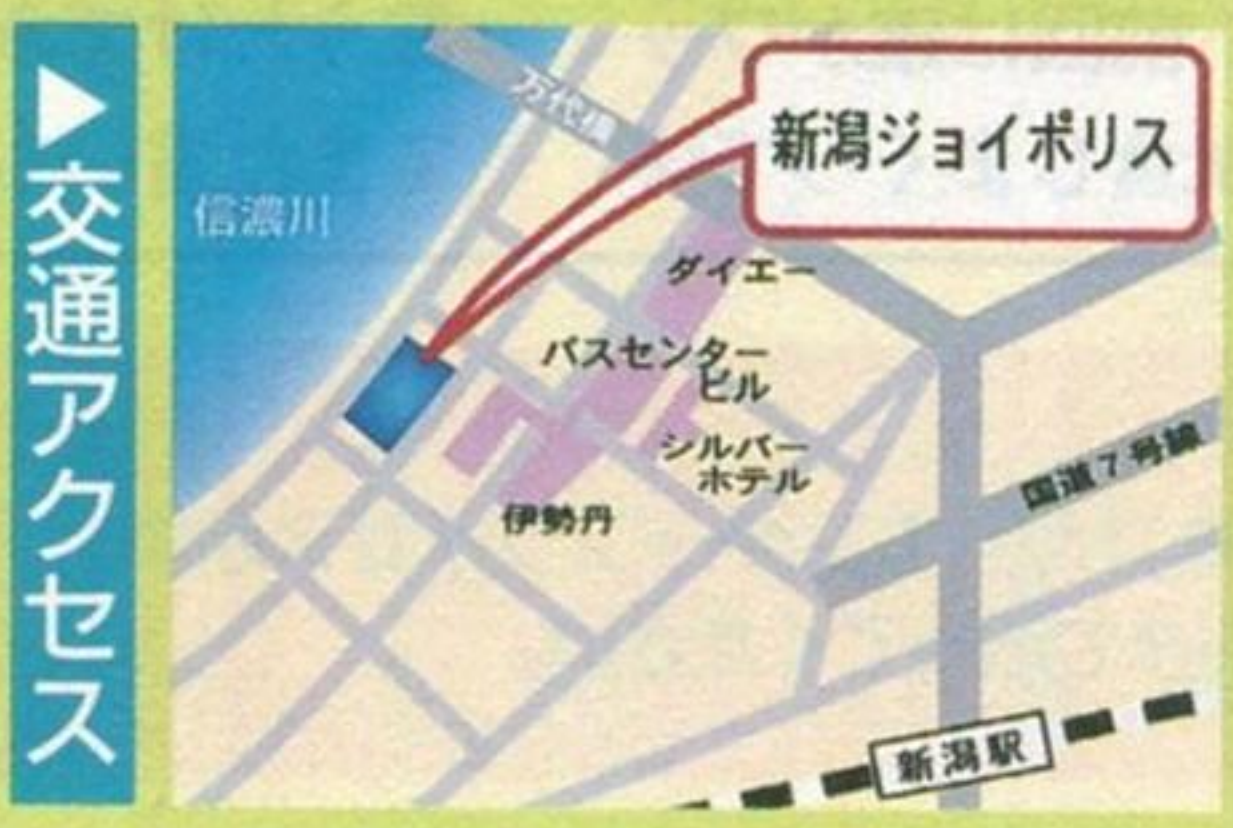 ▶交通アクセス
万代橋
新潟ジョイポリス
信濃川
ダイエー
バスセンター
ビル
シルバー
ホテル
伊勢丹
国道7号線
新潟駅